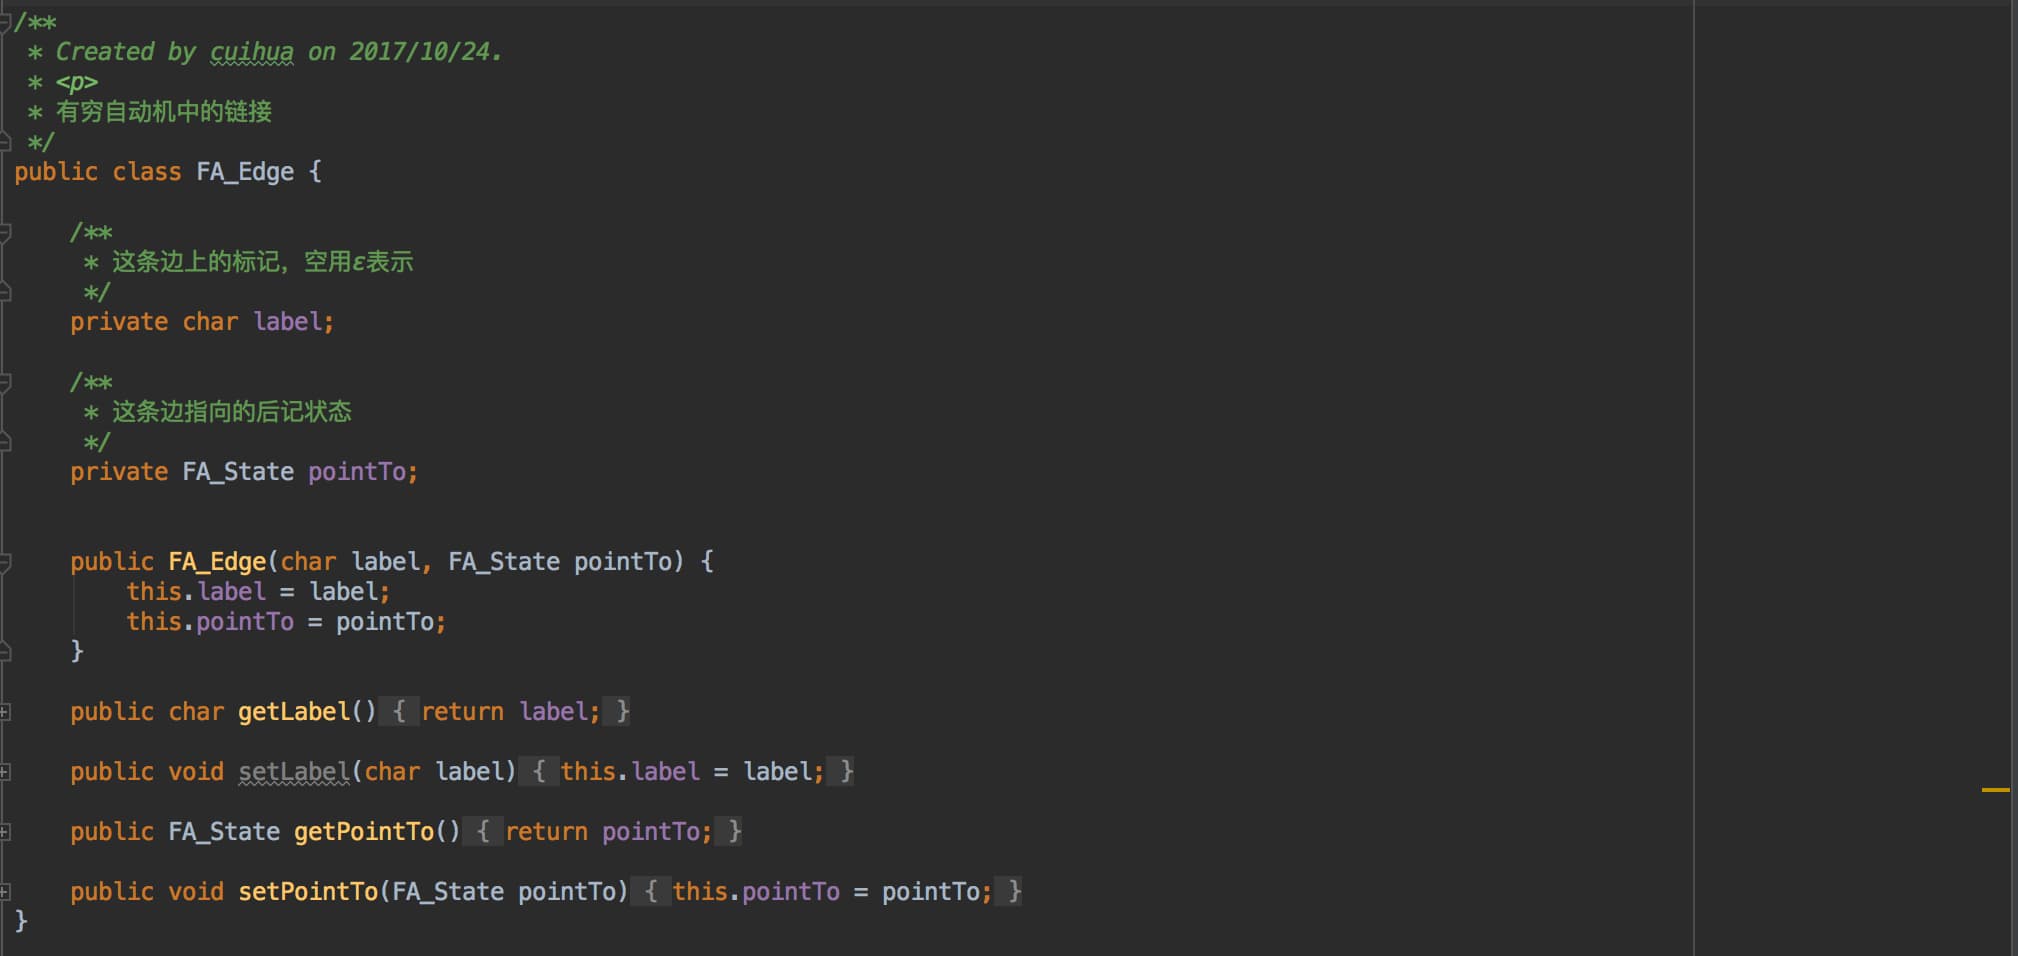 /**
 * Created by cuihua on 2017/10/24.
 * <p>
 * 有穷自动机中的链接
 */
public class FA_Edge {
    /**
     * 这条边上的标记，空用ε表示
     */
    private char label;
    /**
     * 这条边指向的后记状态
     */
    private FA_State pointTo;
    public FA_Edge(char label, FA_State pointTo) {
        this.label = label;
        this.pointTo = pointTo;
    }
    public char getLabel() { return label; }
    public void setLabel(char label) { this.label = label; }
    public FA_State getPointTo() { return pointTo; }
    public void setPointTo(FA_State pointTo) { this.pointTo = pointTo; }
}